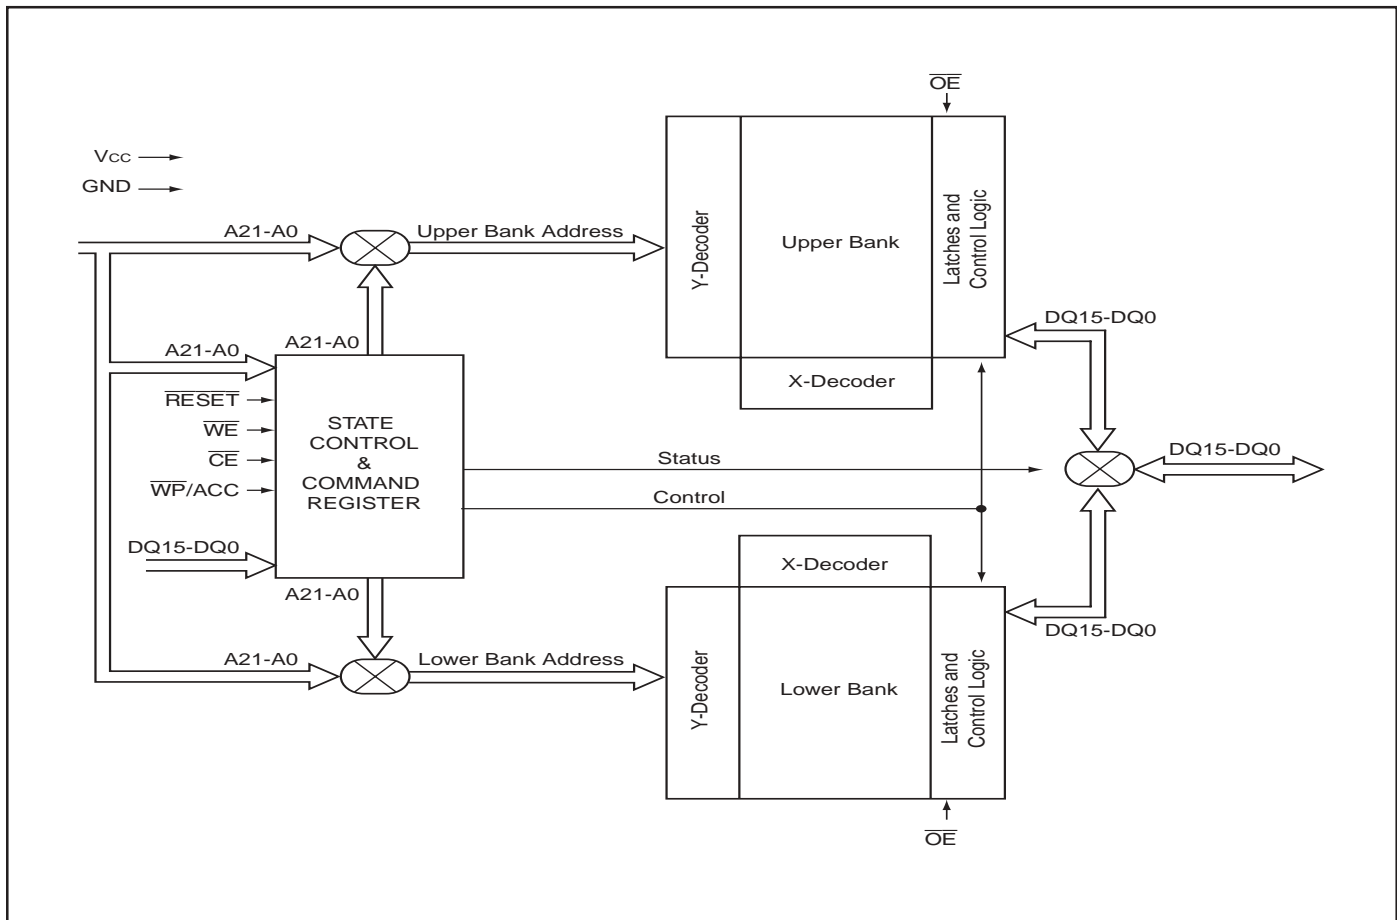 OE
VCC
GND
A21-A0
Upper Bank Address
Y-Decoder
Upper Bank
Latches and
Control Logic
DQ15-DQ0
A21-A0
A21-A0
X-Decoder
RESET
WE
CE
WP/ACC
DQ15-DQ0
STATE
CONTROL
&
COMMAND
REGISTER
Status
Control
DQ15-DQ0
X-Decoder
A21-A0
DQ15-DQ0
A21-A0
Lower Bank Address
Y-Decoder
Lower Bank
Latches and
Control Logic
OE